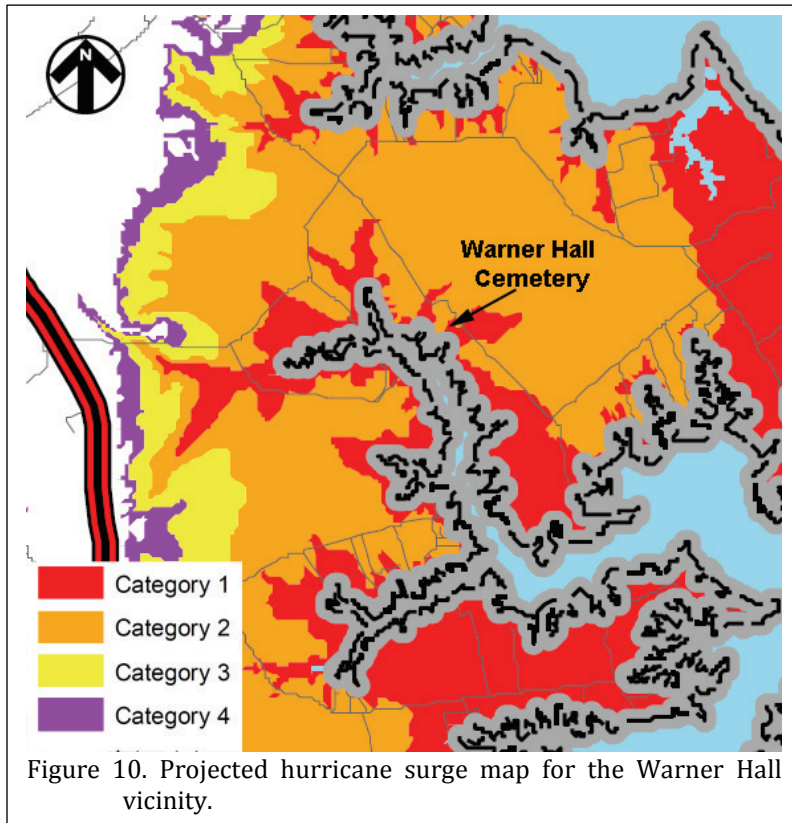 N
Warner Hall
Cemetery
Category 1
Category 2
Category 3
Category 4
Figure 10. Projected hurricane surge map for the Warner Hall
vicinity.